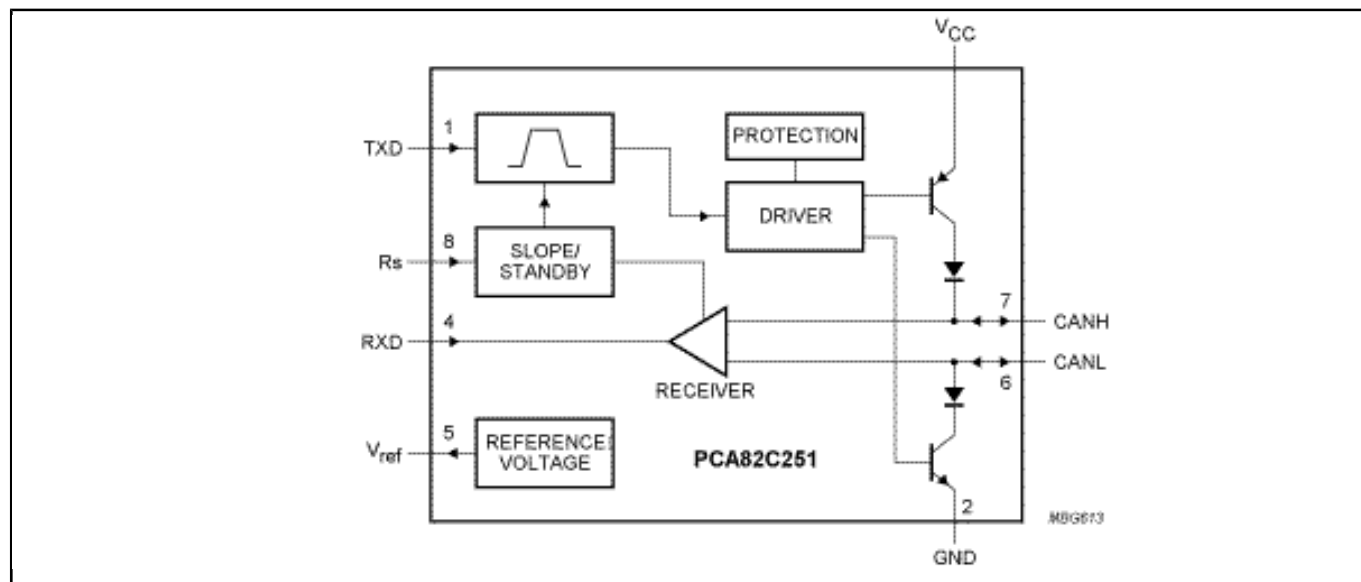 VCC
1
TXD
PROTECTION
DRIVER
8
Rs
SLOPE/
STANDBY
7
CANH
4
RXD
CANL
6
RECEIVER
5
Vref
REFERENCE
VOLTAGE
PCA82C251
2
MBG613
GND